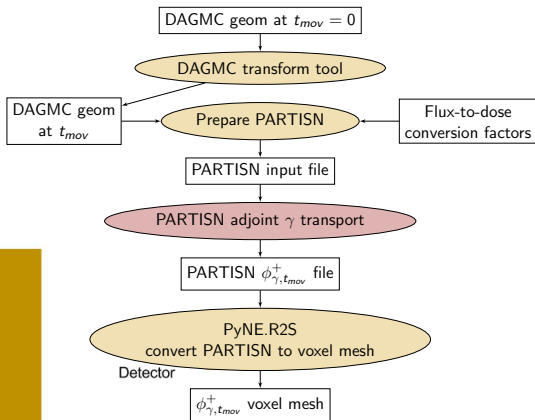 DAGMC geom at t_mov = 0
DAGMC transform tool
DAGMC geom
at t_mov
Prepare PARTISN
Flux-to-dose
conversion factors
PARTISN input file
PARTISN adjoint γ transport
PARTISN ϕ⁺_γ,t_mov file
PyNE.R2S
convert PARTISN to voxel mesh
Detector
ϕ⁺_γ,t_mov voxel mesh